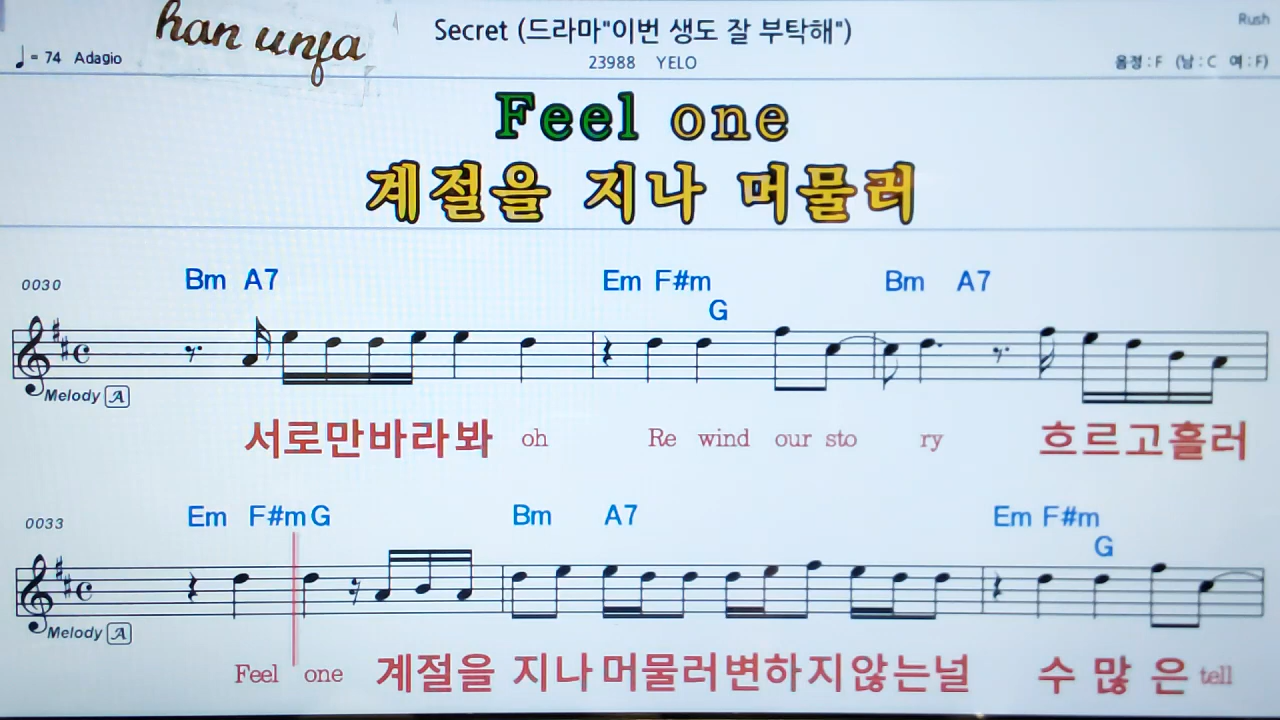 han unfa
Secret (드라마"이번 생도 잘 부탁해")
Rush
♩= 74 Adagio
23988 YELO
음정 : F (남 : C 여 : F)
Feel one
계절을 지나 머물러
0030
Bm A7 Em F#m G Bm A7
Melody A
서로만바라봐 oh Re wind our sto ry 흐르고흘러
0033
Em F#m G Bm A7 Em F#m G
Melody A
Feel one 계절을 지나머물러변하지않는널 수 많 은 tell